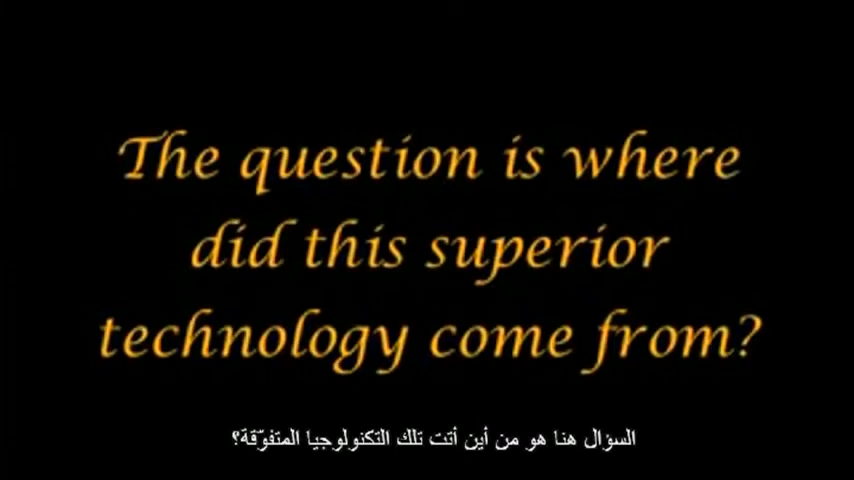 The question is where
did this superior
technology come from?
السؤال هنا هو من أين أتت تلك التكنولوجيا المتفوّقة؟